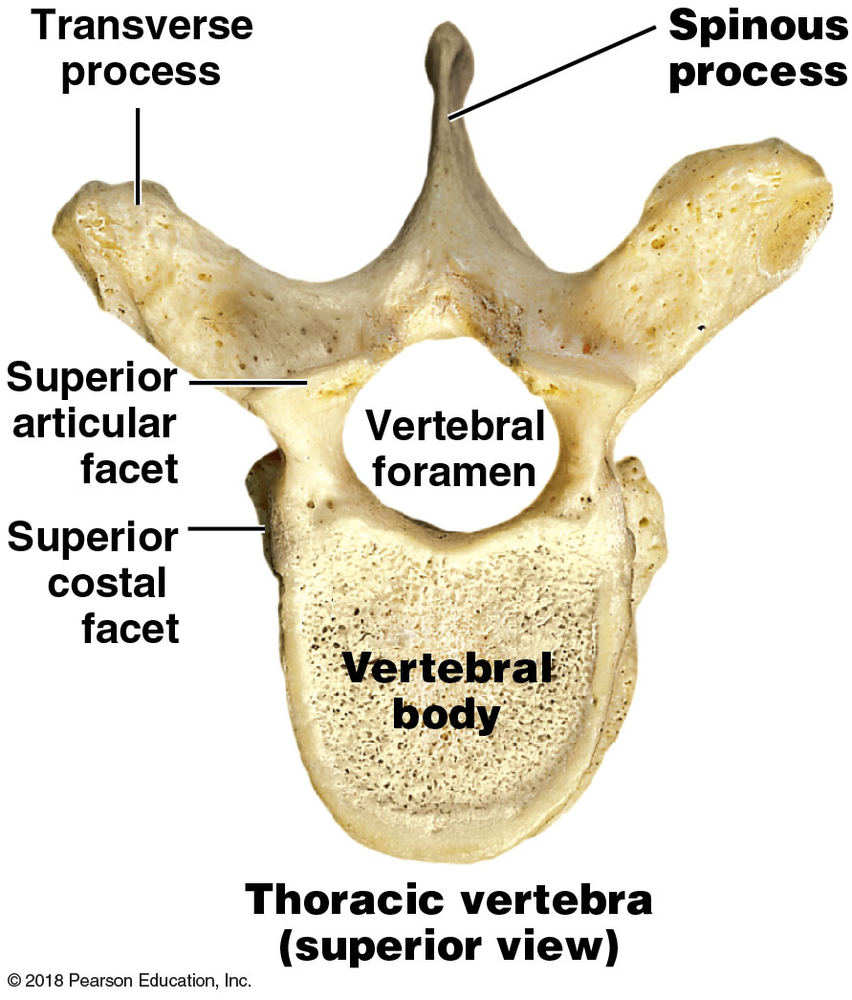 Transverse
process
Spinous
process
Superior
articular
facet
Vertebral
foramen
Superior
costal
facet
Vertebral
body
Thoracic vertebra
(superior view)
© 2018 Pearson Education, Inc.